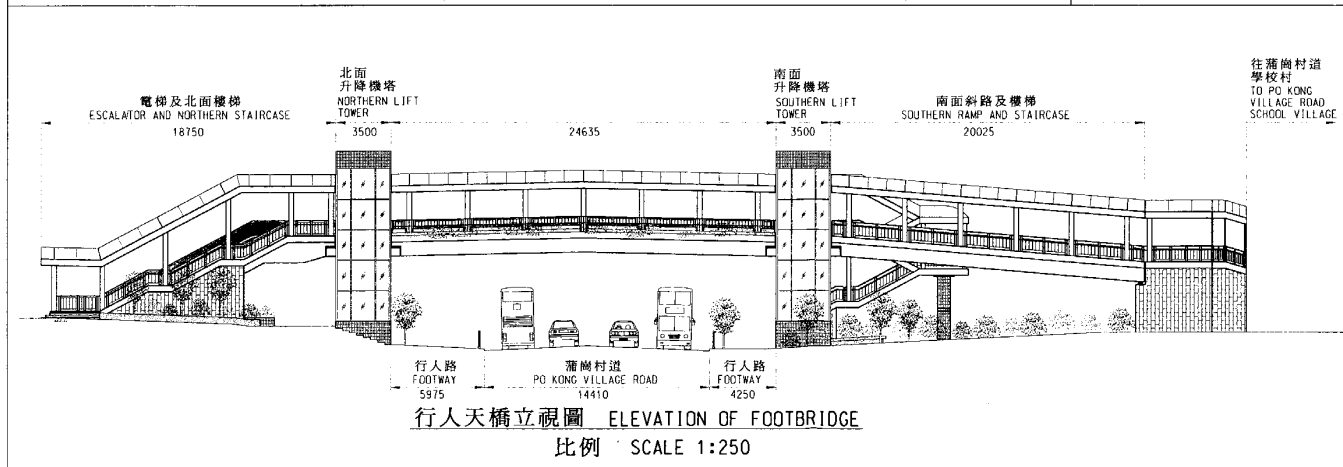 電梯及北面樓梯
ESCALATOR AND NORTHERN STAIRCASE
18750
北面
升降機塔
NORTHERN LIFT
TOWER
3500
24635
南面
升降機塔
SOUTHERN LIFT
TOWER
3500
南面斜路及樓梯
SOUTHERN RAMP AND STAIRCASE
20025
往蒲崗村道
學校村
TO PO KONG
VILLAGE ROAD
SCHOOL VILLAGE
行人路
FOOTWAY
5975
蒲崗村道
PO KONG VILLAGE ROAD
14410
行人路
FOOTWAY
4250
行人天橋立視圖 ELEVATION OF FOOTBRIDGE
比例 SCALE 1:250